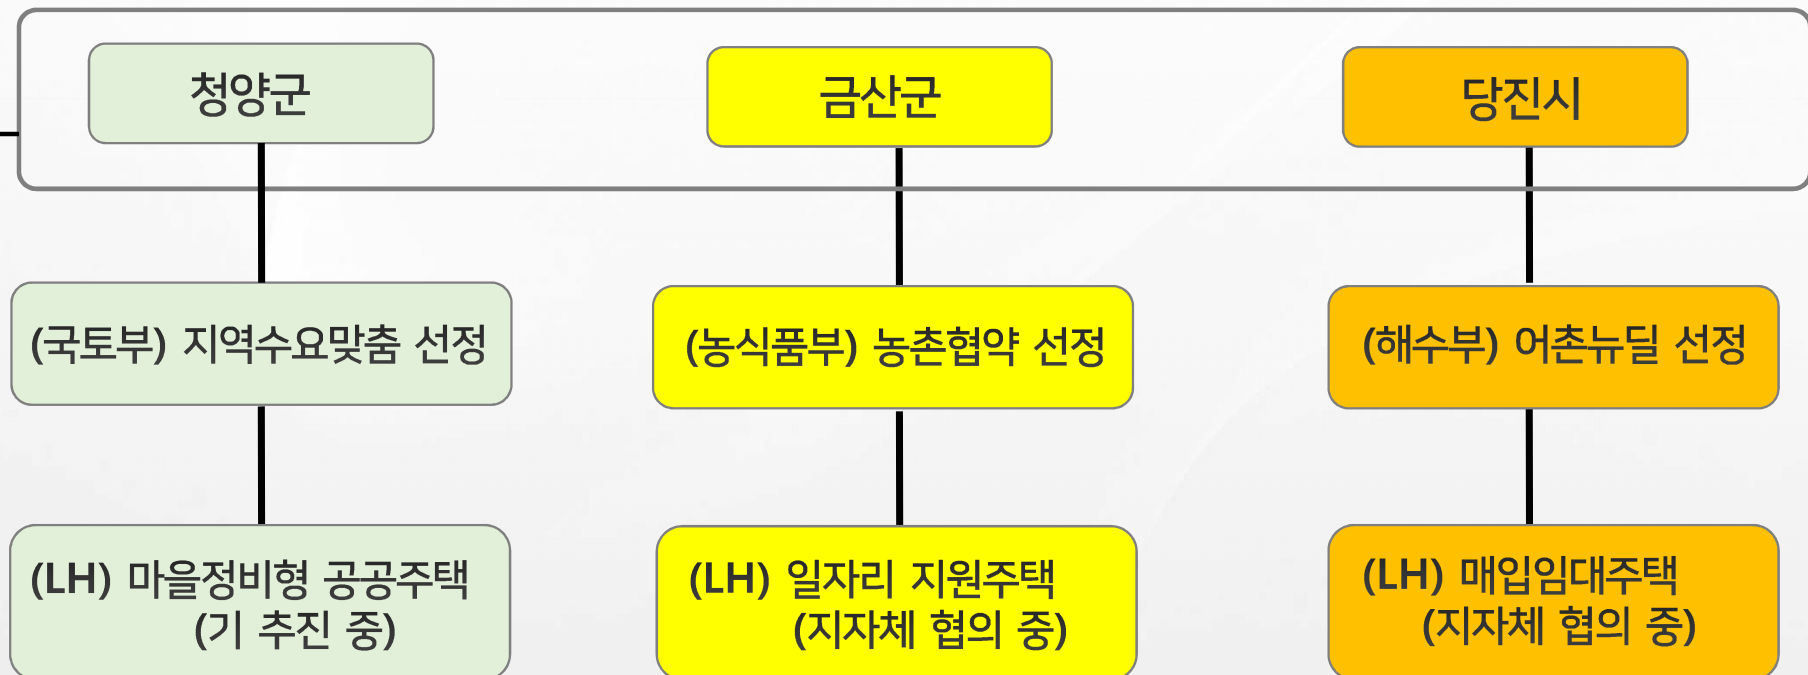 청양군
금산군
당진시
(국토부) 지역수요맞춤 선정
(농식품부) 농촌협약 선정
(해수부) 어촌뉴딜 선정
(LH) 마을정비형 공공주택
(기 추진 중)
(LH) 일자리 지원주택
(지자체 협의 중)
(LH) 매입임대주택
(지자체 협의 중)